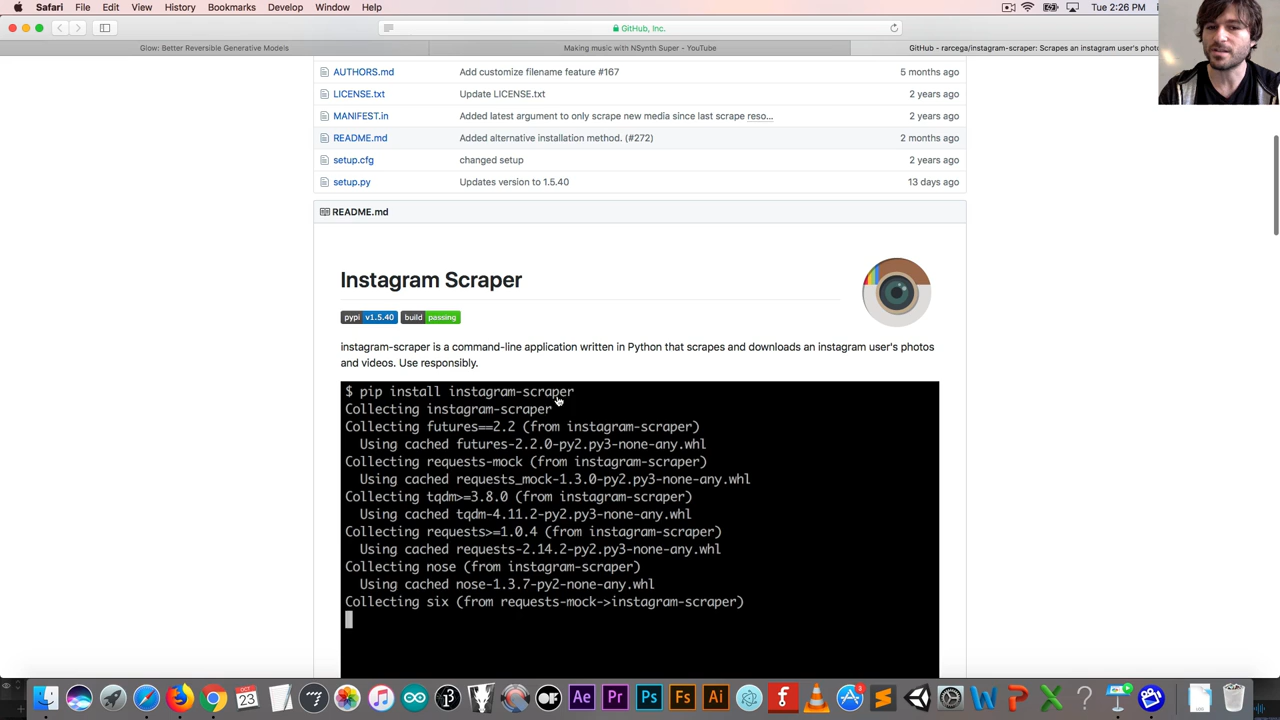 Safari File Edit View History Bookmarks Develop Window Help Tue 2:26 PM
GitHub, Inc.
Glow: Better Reversible Generative Models
Making music with NSynth Super - YouTube
GitHub - rarcega/instagram-scraper: Scrapes an instagram user's photo
AUTHORS.md Add customize filename feature #167 5 months ago
LICENSE.txt Update LICENSE.txt 2 years ago
MANIFEST.in Added latest argument to only scrape new media since last scrape reso... 2 years ago
README.md Added alternative installation method. (#272) 2 months ago
setup.cfg changed setup 2 years ago
setup.py Updates version to 1.5.40 13 days ago
README.md
Instagram Scraper
pypi v1.5.40 build passing
instagram-scraper is a command-line application written in Python that scrapes and downloads an instagram user's photos
and videos. Use responsibly.
$ pip install instagram-scraper
Collecting instagram-scraper
Collecting futures==2.2 (from instagram-scraper)
Using cached futures-2.2.0-py2.py3-none-any.whl
Collecting requests-mock (from instagram-scraper)
Using cached requests_mock-1.3.0-py2.py3-none-any.whl
Collecting tqdm>=3.8.0 (from instagram-scraper)
Using cached tqdm-4.11.2-py2.py3-none-any.whl
Collecting requests>=1.0.4 (from instagram-scraper)
Using cached requests-2.14.2-py2.py3-none-any.whl
Collecting nose (from instagram-scraper)
Using cached nose-1.3.7-py2-none-any.whl
Collecting six (from requests-mock->instagram-scraper)
OCT
23
OF
Ae
Pr
Ps
Fs
Ai